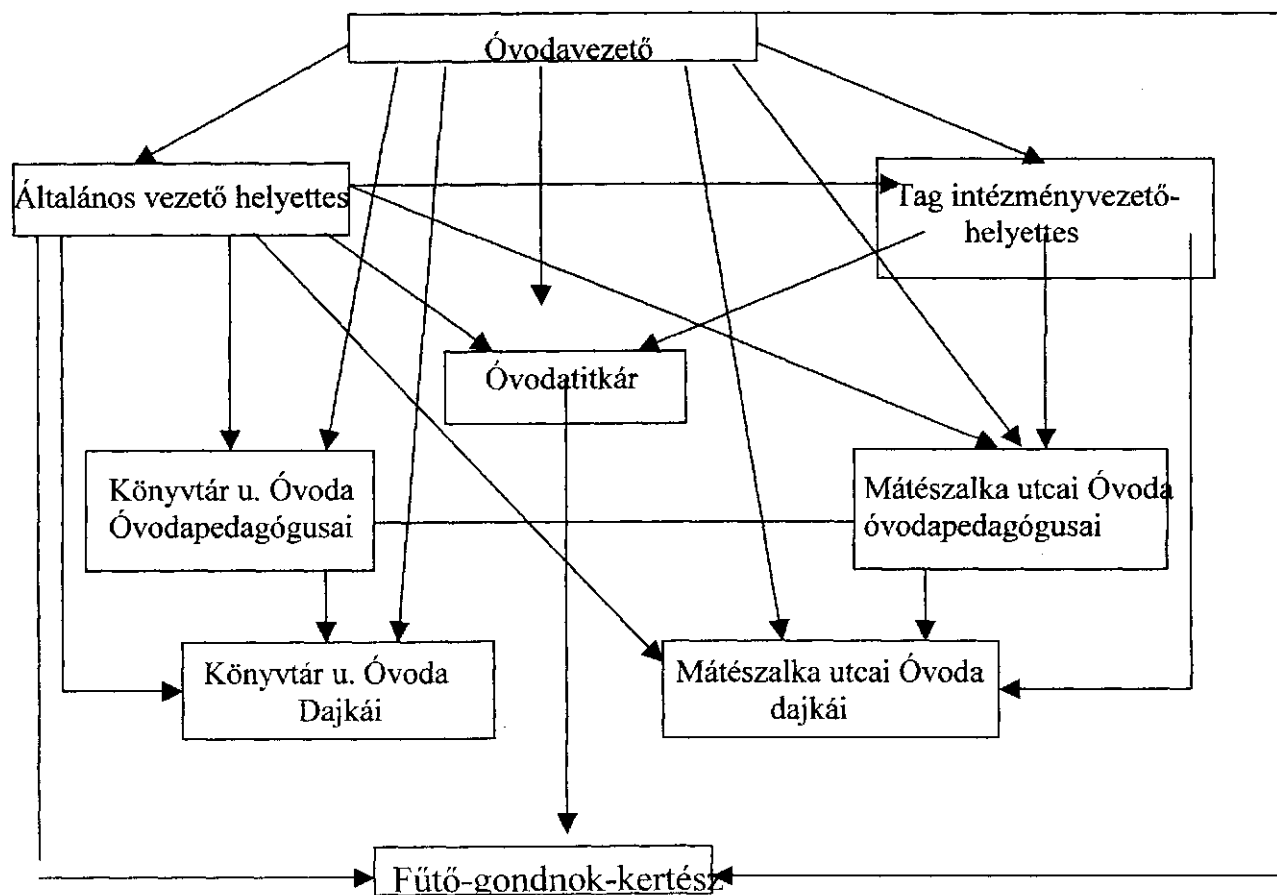 Óvodavezető
Általános vezető helyettes
Tag intézményvezető-
helyettes
Óvodatitkár
Könyvtár u. Óvoda
Óvodapedagógusai
Mátészalka utcai Óvoda
óvodapedagógusai
Könyvtár u. Óvoda
Dajkái
Mátészalka utcai Óvoda
dajkái
Fűtő-gondnok-kertész